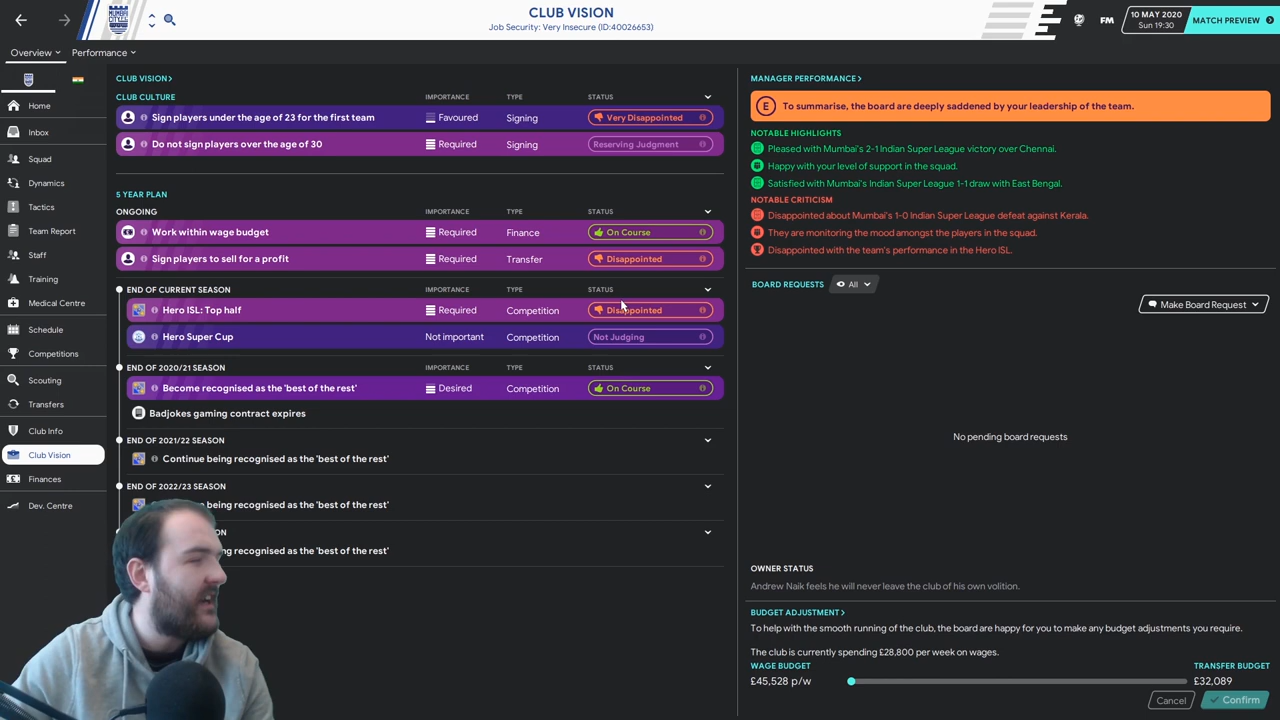 CLUB VISION
Job Security: Very Insecure (ID:40026653)
FM
10 MAY 2020
Sun 19:30
MATCH PREVIEW
Overview
Performance
Home
Inbox
Squad
Dynamics
Tactics
Team Report
Staff
Training
Medical Centre
Schedule
Competitions
Scouting
Transfers
Club Info
Club Vision
Finances
Dev. Centre
CLUB VISION>
CLUB CULTURE IMPORTANCE TYPE STATUS
Sign players under the age of 23 for the first team Favoured Signing Very Disappointed
Do not sign players over the age of 30 Required Signing Reserving Judgment
5 YEAR PLAN
ONGOING IMPORTANCE TYPE STATUS
Work within wage budget Required Finance On Course
Sign players to sell for a profit Required Transfer Disappointed
END OF CURRENT SEASON IMPORTANCE TYPE STATUS
Hero ISL: Top half Required Competition Disappointed
Hero Super Cup Not important Competition Not Judging
END OF 2020/21 SEASON IMPORTANCE TYPE STATUS
Become recognised as the 'best of the rest' Desired Competition On Course
Badjokes gaming contract expires
END OF 2021/22 SEASON
Continue being recognised as the 'best of the rest'
END OF 2022/23 SEASON
being recognised as the 'best of the rest'
recognised as the 'best of the rest'
MANAGER PERFORMANCE>
E To summarise, the board are deeply saddened by your leadership of the team.
NOTABLE HIGHLIGHTS
Pleased with Mumbai's 2-1 Indian Super League victory over Chennai.
Happy with your level of support in the squad.
Satisfied with Mumbai's Indian Super League 1-1 draw with East Bengal.
NOTABLE CRITICISM
Disappointed about Mumbai's 1-0 Indian Super League defeat against Kerala.
They are monitoring the mood amongst the players in the squad.
Disappointed with the team's performance in the Hero ISL.
BOARD REQUESTS All
Make Board Request
No pending board requests
OWNER STATUS
Andrew Naik feels he will never leave the club of his own volition.
BUDGET ADJUSTMENT>
To help with the smooth running of the club, the board are happy for you to make any budget adjustments you require.
The club is currently spending £28,800 per week on wages.
WAGE BUDGET TRANSFER BUDGET
£45,528 p/w £32,089
Cancel Confirm